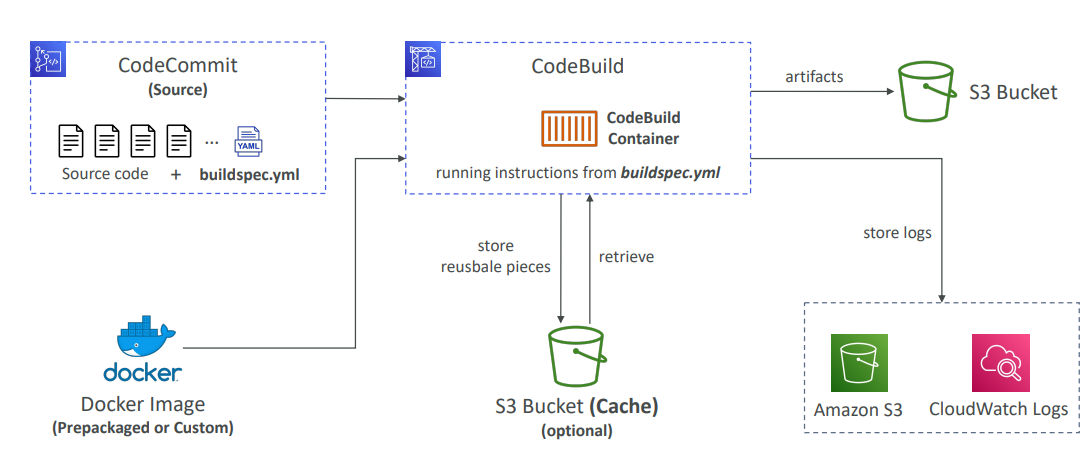 CodeCommit
(Source)
Source code + buildspec.yml
... YAML
CodeBuild
CodeBuild
Container
running instructions from buildspec.yml
artifacts
S3 Bucket
store
reusbale pieces
retrieve
store logs
docker
Docker Image
(Prepackaged or Custom)
S3 Bucket (Cache)
(optional)
Amazon S3
CloudWatch Logs